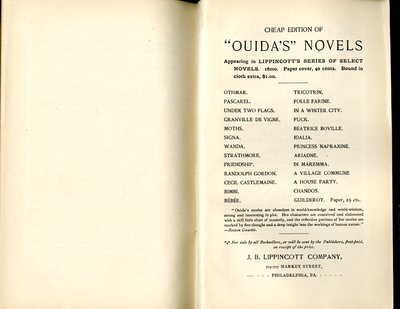 CHEAP EDITION OF
"OUIDA'S" NOVELS
Appearing in LIPPINCOTT'S SERIES OF SELECT
NOVELS. 16mo. Paper cover, 40 cents. Bound in
cloth extra, $1.00.
OTHMAR. TRICOTRIN.
PASCAREL. FOLLE FARINE.
UNDER TWO FLAGS. IN A WINTER CITY.
GRANVILLE DE VIGNE. PUCK.
MOTHS. BEATRICE BOVILLE.
SIGNA. IDALIA.
WANDA. PRINCESS NAPRAXINE.
STRATHMORE. ARIADNE.
FRIENDSHIP. IN MAREMMA.
RANDOLPH GORDON. A VILLAGE COMMUNE
CECIL CASTLEMAINE. A HOUSE PARTY.
BIMBI. CHANDOS.
BÉBÉE. GUILDEROY. Paper, 25 cts.
"Ouida's stories are abundant in world-knowledge and world-wisdom,
strong and interesting in plot. Her characters are conceived and elaborated
with a skill little short of masterly, and the reflective portions of her stories are
marked by fine thought and a deep insight into the workings of human nature."
—Boston Gazette.
*** For sale by all Booksellers, or will be sent by the Publishers, post-paid,
on receipt of the price.
J. B. LIPPINCOTT COMPANY,
715-717 MARKET STREET,
PHILADELPHIA, PA.